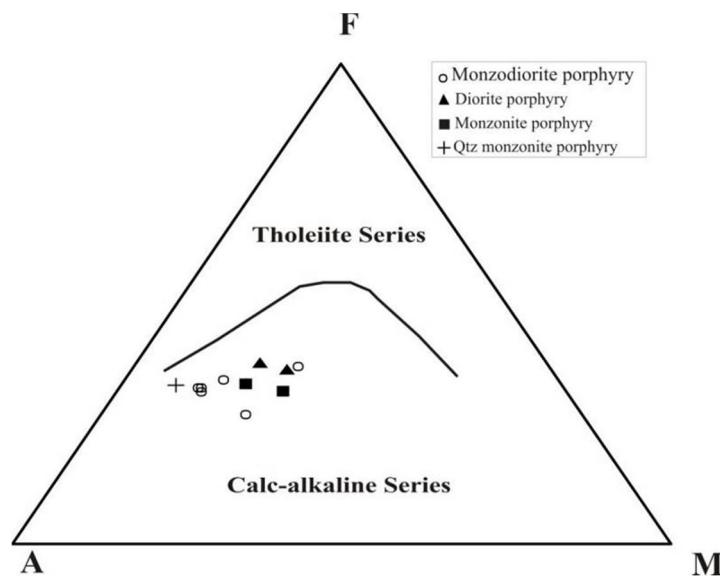 F
Monzodiorite porphyry
Diorite porphyry
Monzonite porphyry
Qtz monzonite porphyry
Tholeiite Series
Calc-alkaline Series
A
M